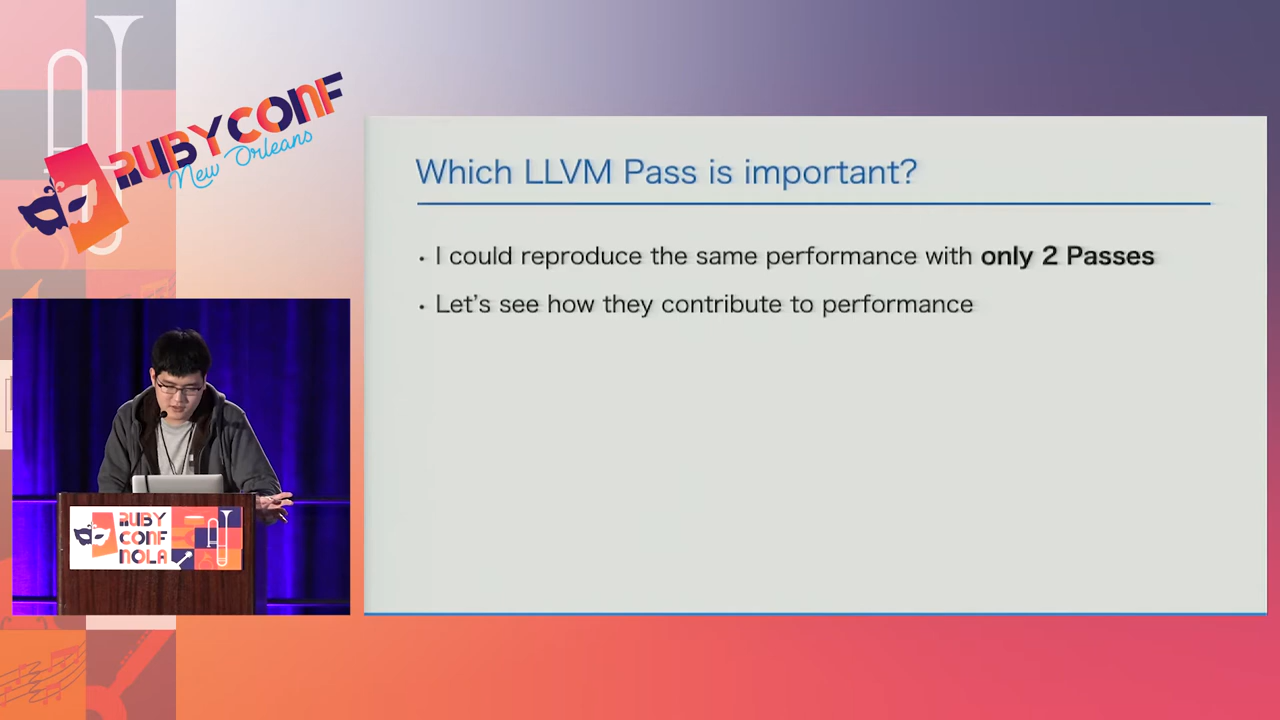 RUBYCONF
New Orleans
Which LLVM Pass is important?
• I could reproduce the same performance with only 2 Passes
• Let's see how they contribute to performance
RUBY
CONF
NOLA